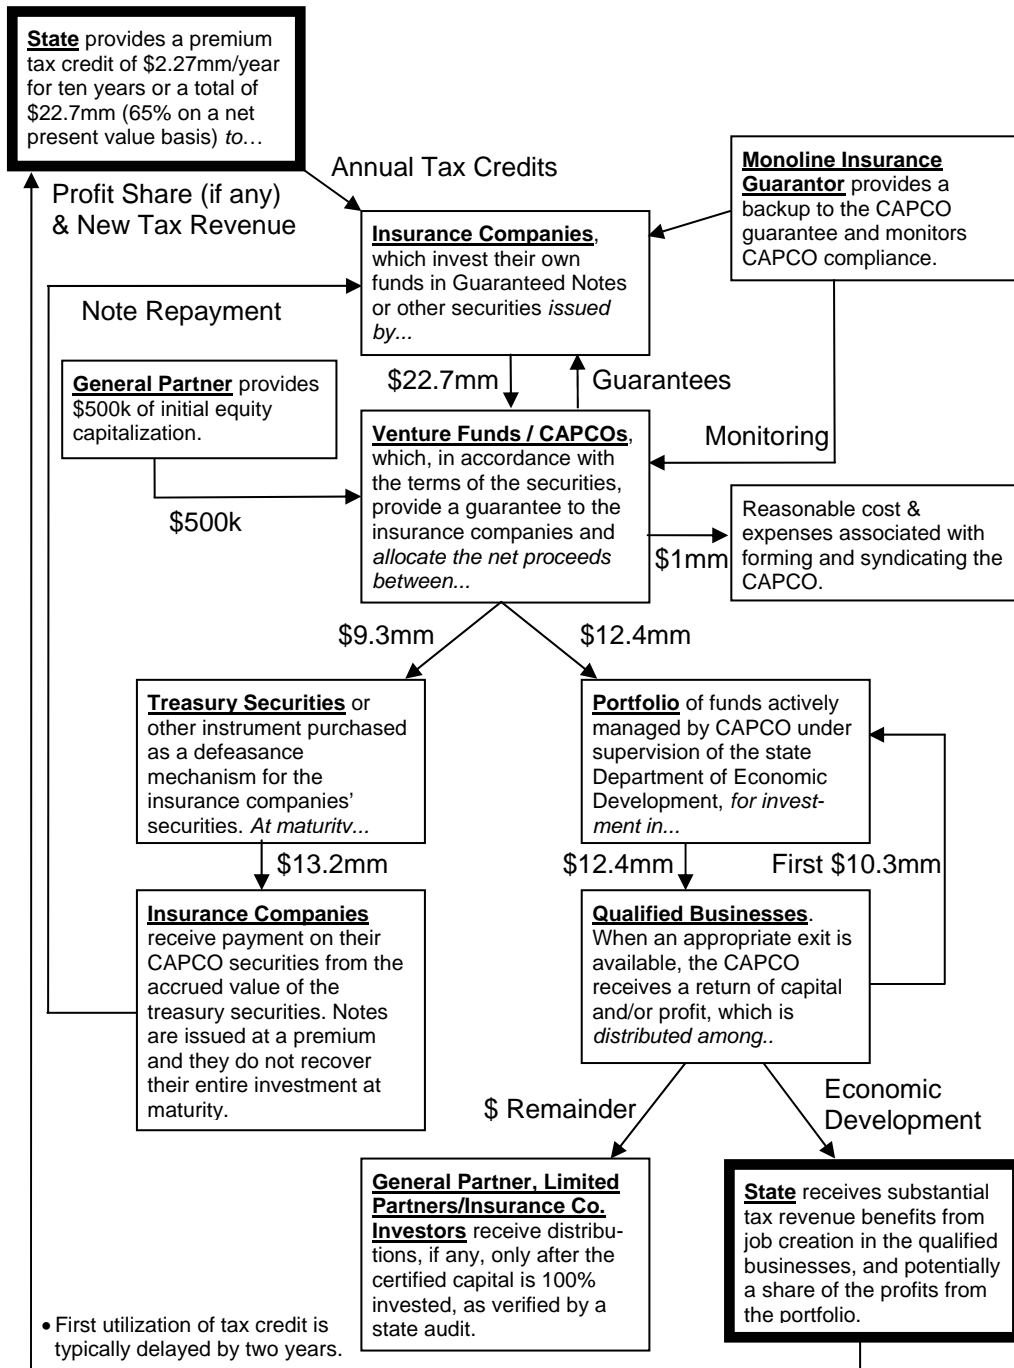 State provides a premium
tax credit of $2.27mm/year
for ten years or a total of
$22.7mm (65% on a net
present value basis) to…
Annual Tax Credits
Monoline Insurance
Guarantor provides a
backup to the CAPCO
guarantee and monitors
CAPCO compliance.
Profit Share (if any)
& New Tax Revenue
Insurance Companies,
which invest their own
funds in Guaranteed Notes
or other securities issued
by...
Note Repayment
General Partner provides
$500k of initial equity
capitalization.
$22.7mm
Guarantees
Monitoring
$500k
Venture Funds / CAPCOs,
which, in accordance with
the terms of the securities,
provide a guarantee to the
insurance companies and
allocate the net proceeds
between...
$1mm
Reasonable cost &
expenses associated with
forming and syndicating the
CAPCO.
$9.3mm
$12.4mm
Treasury Securities or
other instrument purchased
as a defeasance
mechanism for the
insurance companies’
securities. At maturity...
Portfolio of funds actively
managed by CAPCO under
supervision of the state
Department of Economic
Development, for invest-
ment in...
$13.2mm
$12.4mm
First $10.3mm
Insurance Companies
receive payment on their
CAPCO securities from the
accrued value of the
treasury securities. Notes
are issued at a premium
and they do not recover
their entire investment at
maturity.
Qualified Businesses.
When an appropriate exit is
available, the CAPCO
receives a return of capital
and/or profit, which is
distributed among..
$ Remainder
Economic
Development
General Partner, Limited
Partners/Insurance Co.
Investors receive distribu-
tions, if any, only after the
certified capital is 100%
invested, as verified by a
state audit.
State receives substantial
tax revenue benefits from
job creation in the qualified
businesses, and potentially
a share of the profits from
the portfolio.
• First utilization of tax credit is
typically delayed by two years.